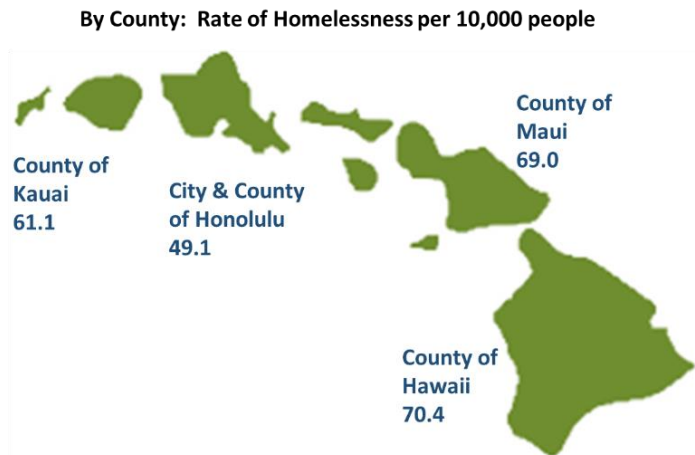 By County: Rate of Homelessness per 10,000 people
County of
Kauai
61.1
City & County
of Honolulu
49.1
County of
Maui
69.0
County of
Hawaii
70.4